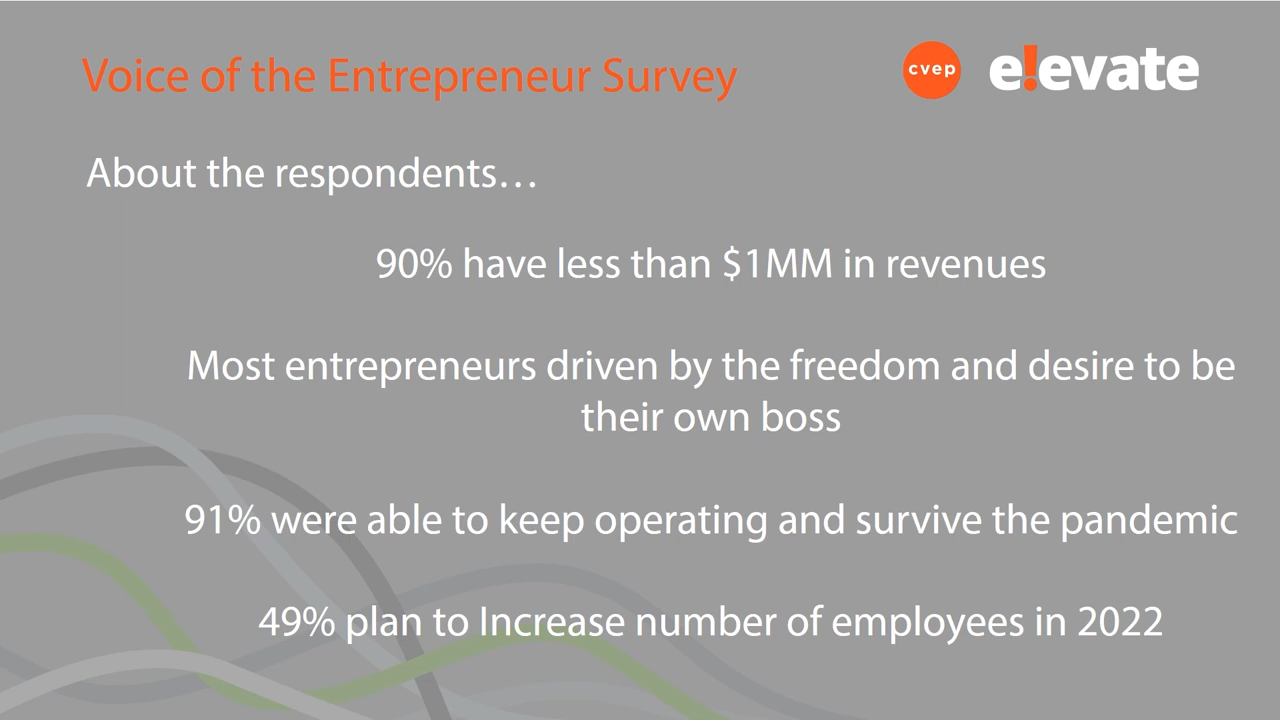 Voice of the Entrepreneur Survey
cvep
e!evate
About the respondents…
90% have less than $1MM in revenues
Most entrepreneurs driven by the freedom and desire to be
their own boss
91% were able to keep operating and survive the pandemic
49% plan to Increase number of employees in 2022